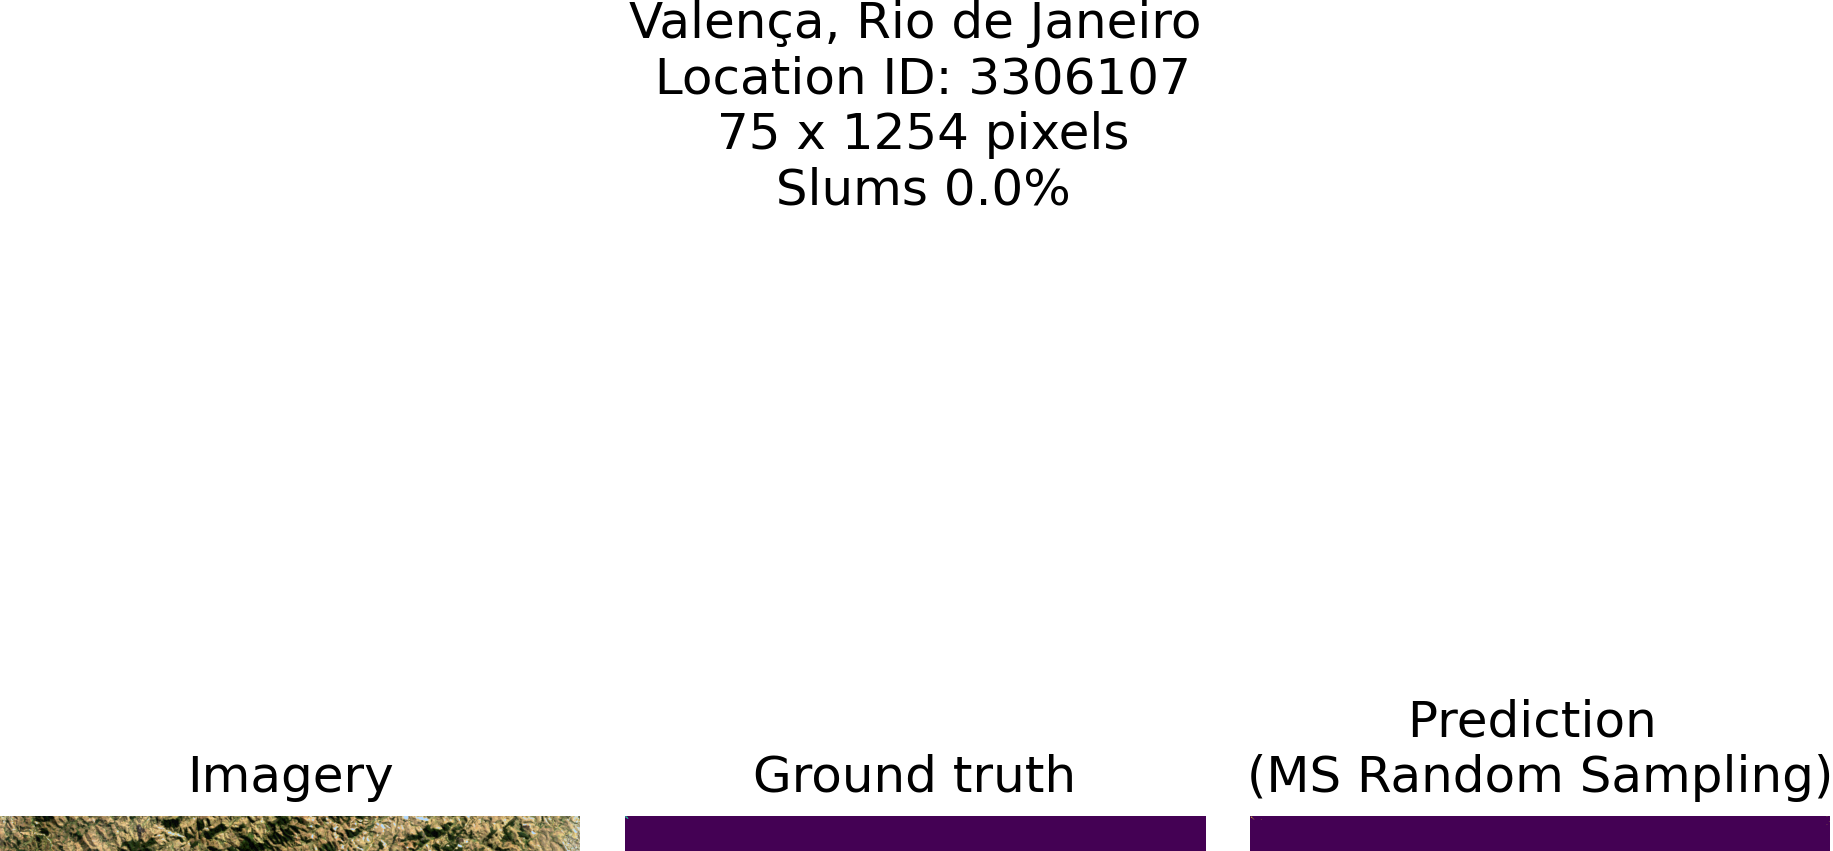 Valença, Rio de Janeiro
Location ID: 3306107
75 x 1254 pixels
Slums 0.0%
Imagery
Ground truth
Prediction
(MS Random Sampling)